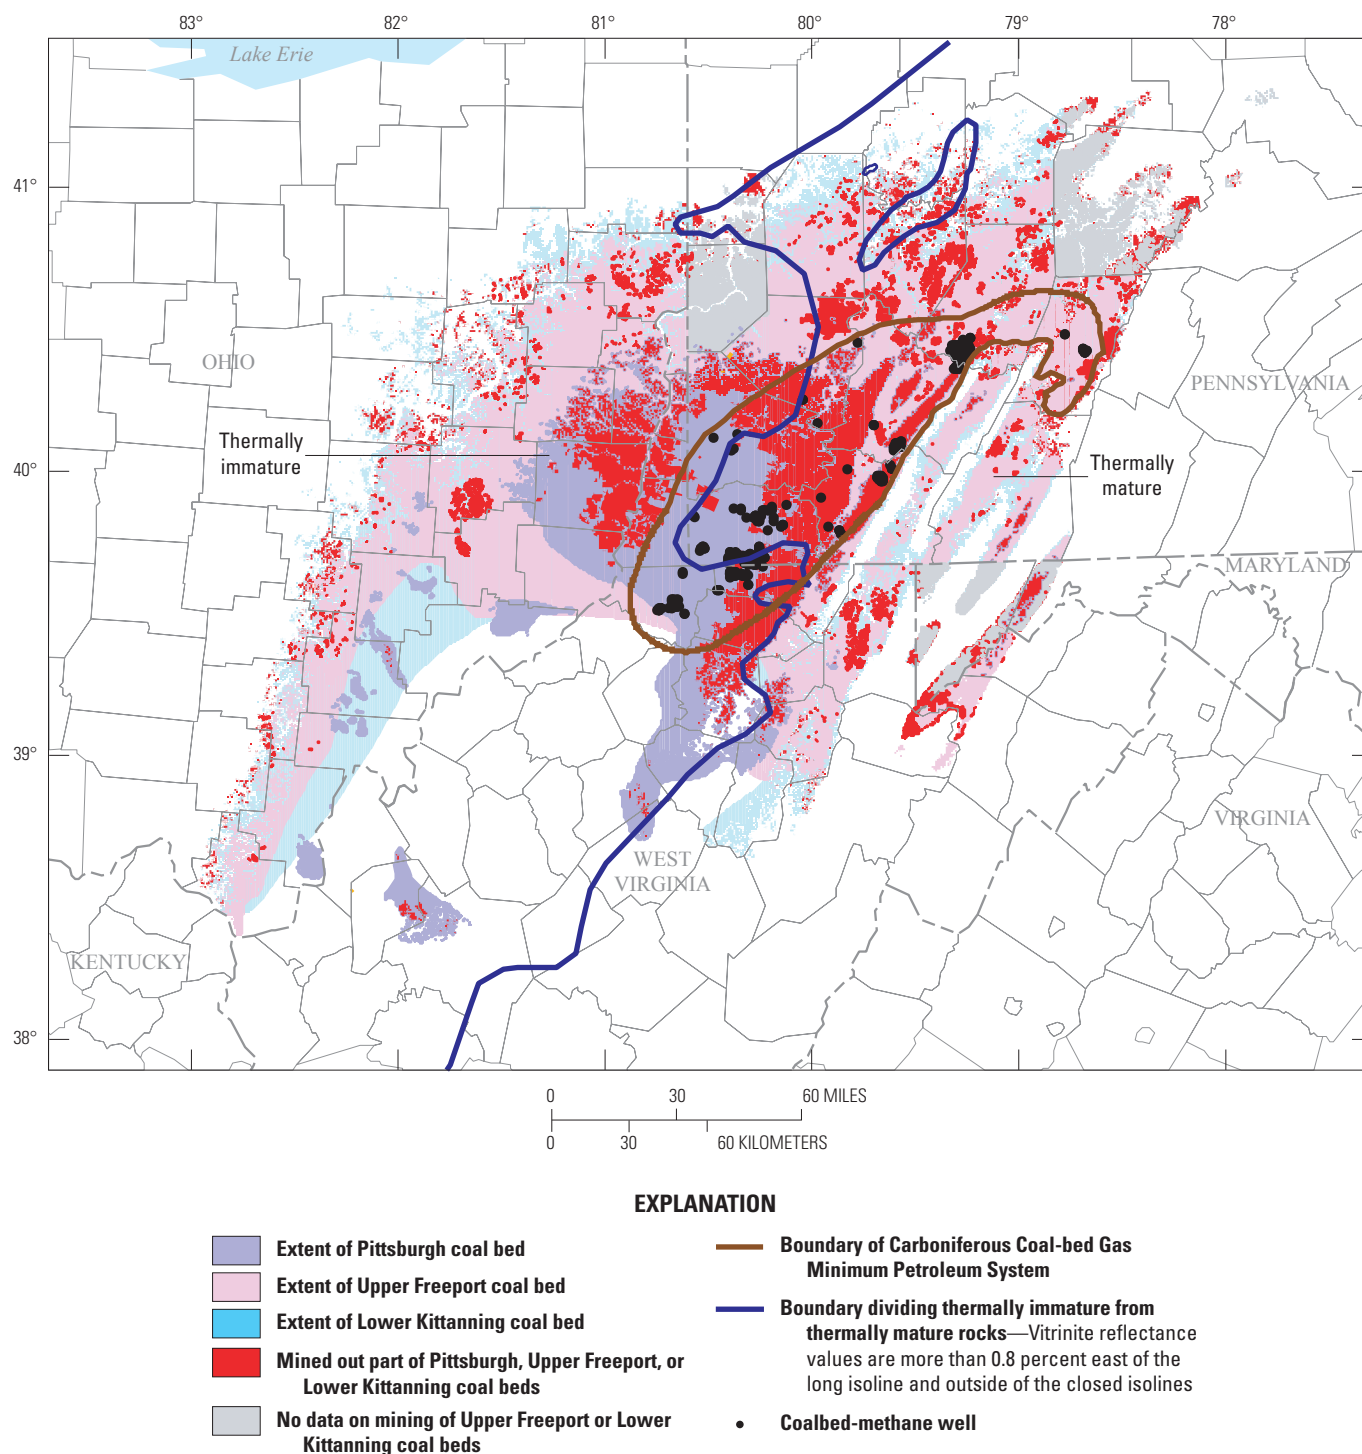 83° 82° 81° 80° 79° 78°
Lake Erie
41°
OHIO
PENNSYLVANIA
Thermally
immature
40°
Thermally
mature
MARYLAND
39°
VIRGINIA
WEST
VIRGINIA
KENTUCKY
38°
0 30 60 MILES
0 30 60 KILOMETERS
EXPLANATION
Extent of Pittsburgh coal bed
Extent of Upper Freeport coal bed
Extent of Lower Kittanning coal bed
Mined out part of Pittsburgh, Upper Freeport, or
Lower Kittanning coal beds
No data on mining of Upper Freeport or Lower
Kittanning coal beds
Boundary of Carboniferous Coal-bed Gas
Minimum Petroleum System
Boundary dividing thermally immature from
thermally mature rocks—Vitrinite reflectance
values are more than 0.8 percent east of the
long isoline and outside of the closed isolines
Coalbed-methane well